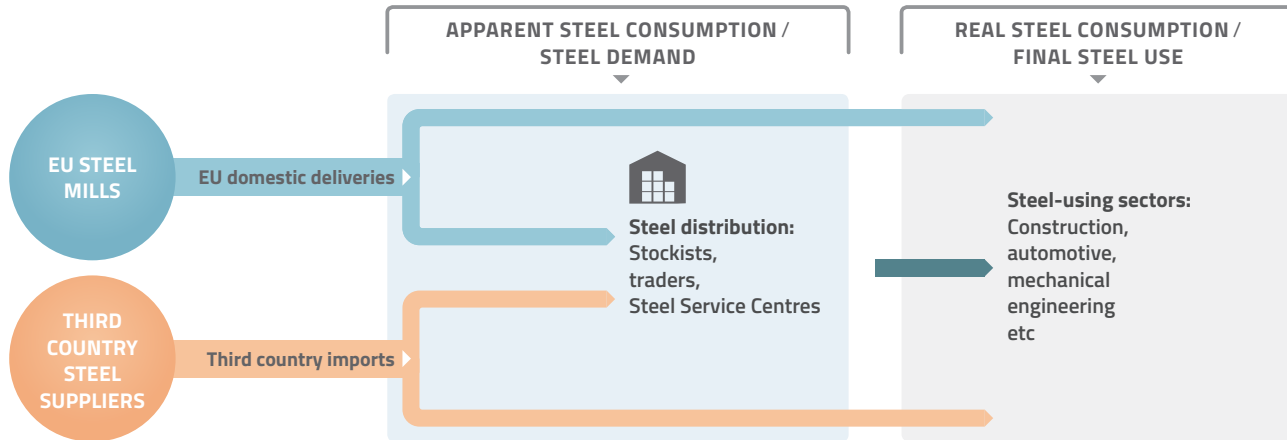 APPARENT STEEL CONSUMPTION /
STEEL DEMAND
REAL STEEL CONSUMPTION /
FINAL STEEL USE
EU STEEL
MILLS
EU domestic deliveries
Steel distribution:
Stockists,
traders,
Steel Service Centres
Steel-using sectors:
Construction,
automotive,
mechanical
engineering
etc
THIRD
COUNTRY
STEEL
SUPPLIERS
Third country imports